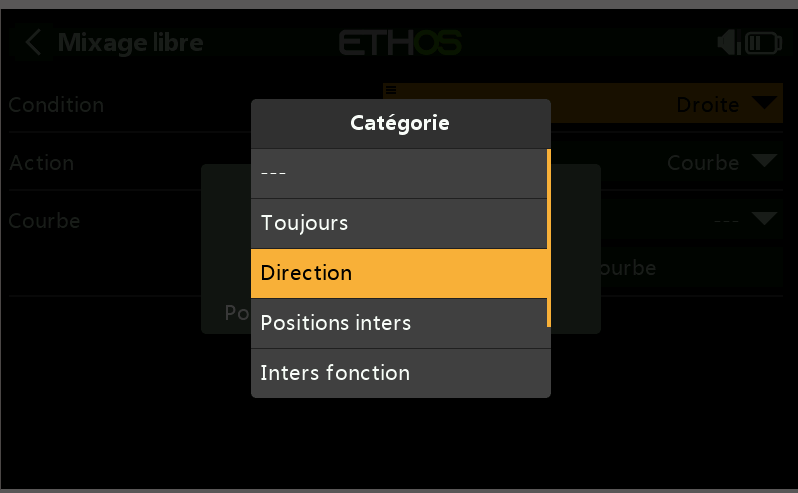 Mixage libre
ETHOS
Condition
Droite
Catégorie
---
Action
Courbe
Toujours
Courbe
---
Direction
ourbe
Po
Positions inters
Inters fonction